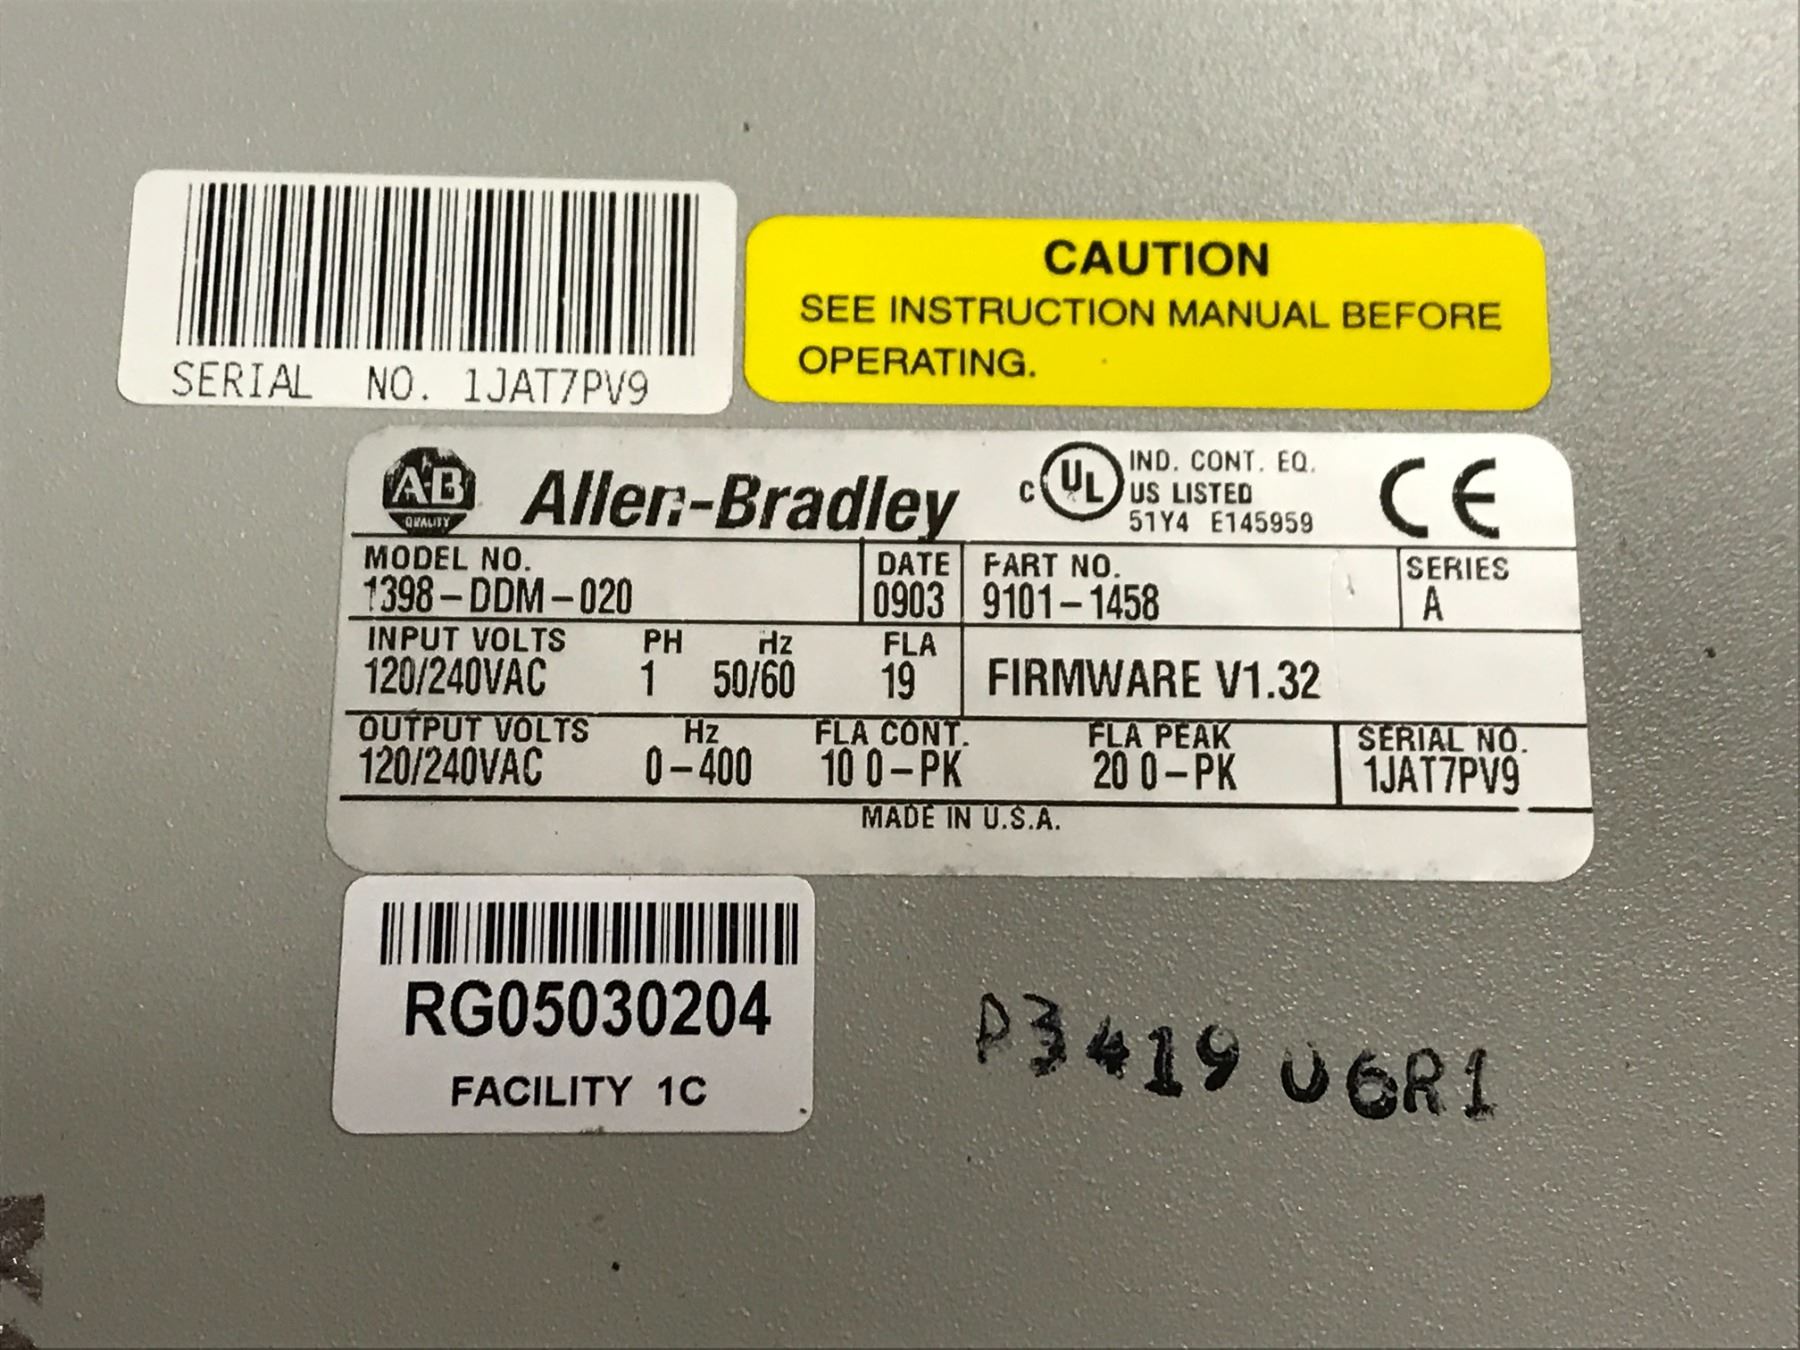 SERIAL NO. 1JAT7PV9
CAUTION
SEE INSTRUCTION MANUAL BEFORE
OPERATING.
AB
QUALITY
Allen-Bradley
C UL US LISTED
IND. CONT. EQ.
51Y4 E145959
CE
MODEL NO.
1398-DDM-020
DATE
0903
PART NO.
9101-1458
SERIES
A
INPUT VOLTS PH Hz FLA
120/240VAC 1 50/60 19
FIRMWARE V1.32
OUTPUT VOLTS Hz FLA CONT. FLA PEAK
120/240VAC 0-400 10 0-PK 20 0-PK
SERIAL NO.
1JAT7PV9
MADE IN U.S.A.
RG05030204
FACILITY 1C
P3419 U6R1